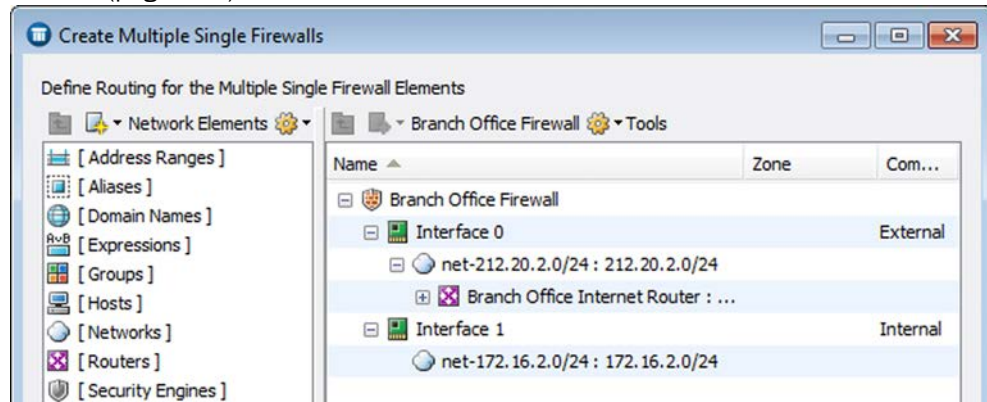 Create Multiple Single Firewalls
Define Routing for the Multiple Single Firewall Elements
Network Elements
Branch Office Firewall Tools
[ Address Ranges ]
[ Aliases ]
[ Domain Names ]
[ Expressions ]
[ Groups ]
[ Hosts ]
[ Networks ]
[ Routers ]
[ Security Engines ]
Name Zone Com...
Branch Office Firewall
Interface 0 External
net-212.20.2.0/24 : 212.20.2.0/24
Branch Office Internet Router : ...
Interface 1 Internal
net-172.16.2.0/24 : 172.16.2.0/24